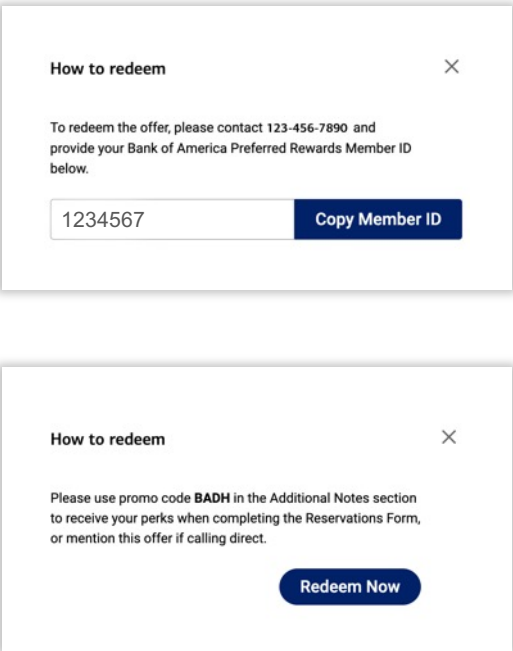 How to redeem
To redeem the offer, please contact 123-456-7890 and
provide your Bank of America Preferred Rewards Member ID
below.
1234567
Copy Member ID
How to redeem
Please use promo code BADH in the Additional Notes section
to receive your perks when completing the Reservations Form,
or mention this offer if calling direct.
Redeem Now